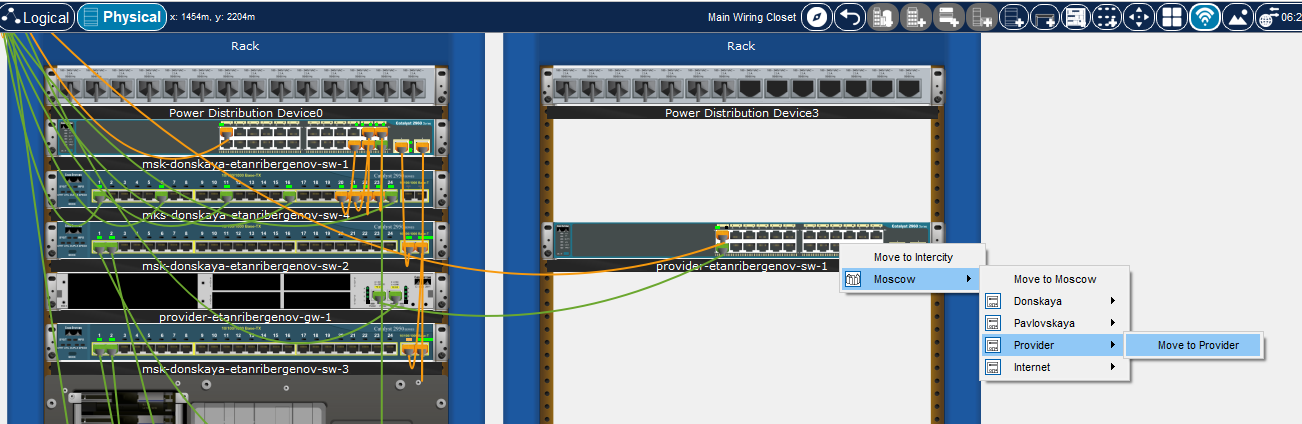 Logical
Physical
x: 1454m, y: 2204m
Main Wiring Closet
06:2
Rack
Rack
Power Distribution Device0
Power Distribution Device3
Catalyst 2960 Series
msk-donskaya-etanribergenov-sw-1
mks-donskaya-etanribergenov-sw-4
msk-donskaya-etanribergenov-sw-2
provider-etanribergenov-gw-1
msk-donskaya-etanribergenov-sw-3
provider-etanribergenov-sw-1
Move to Intercity
Moscow
Move to Moscow
Donskaya
Pavlovskaya
Provider
Internet
Move to Provider